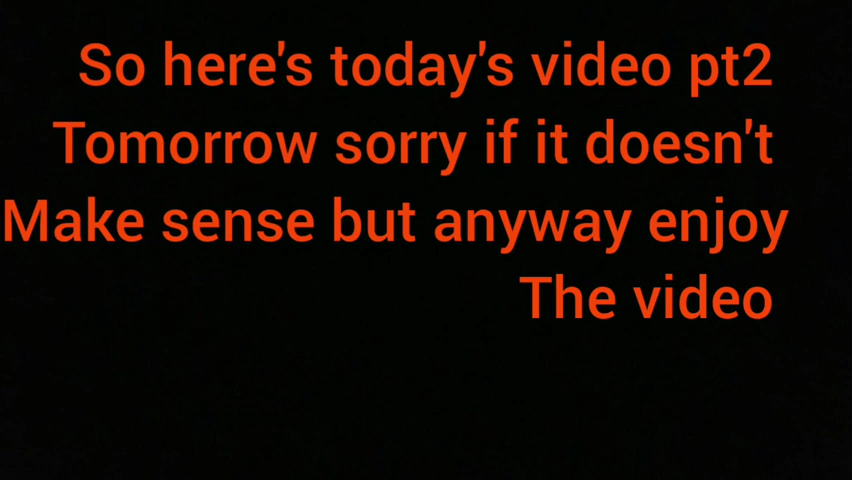 So here's today's video pt2
Tomorrow sorry if it doesn't
Make sense but anyway enjoy
The video